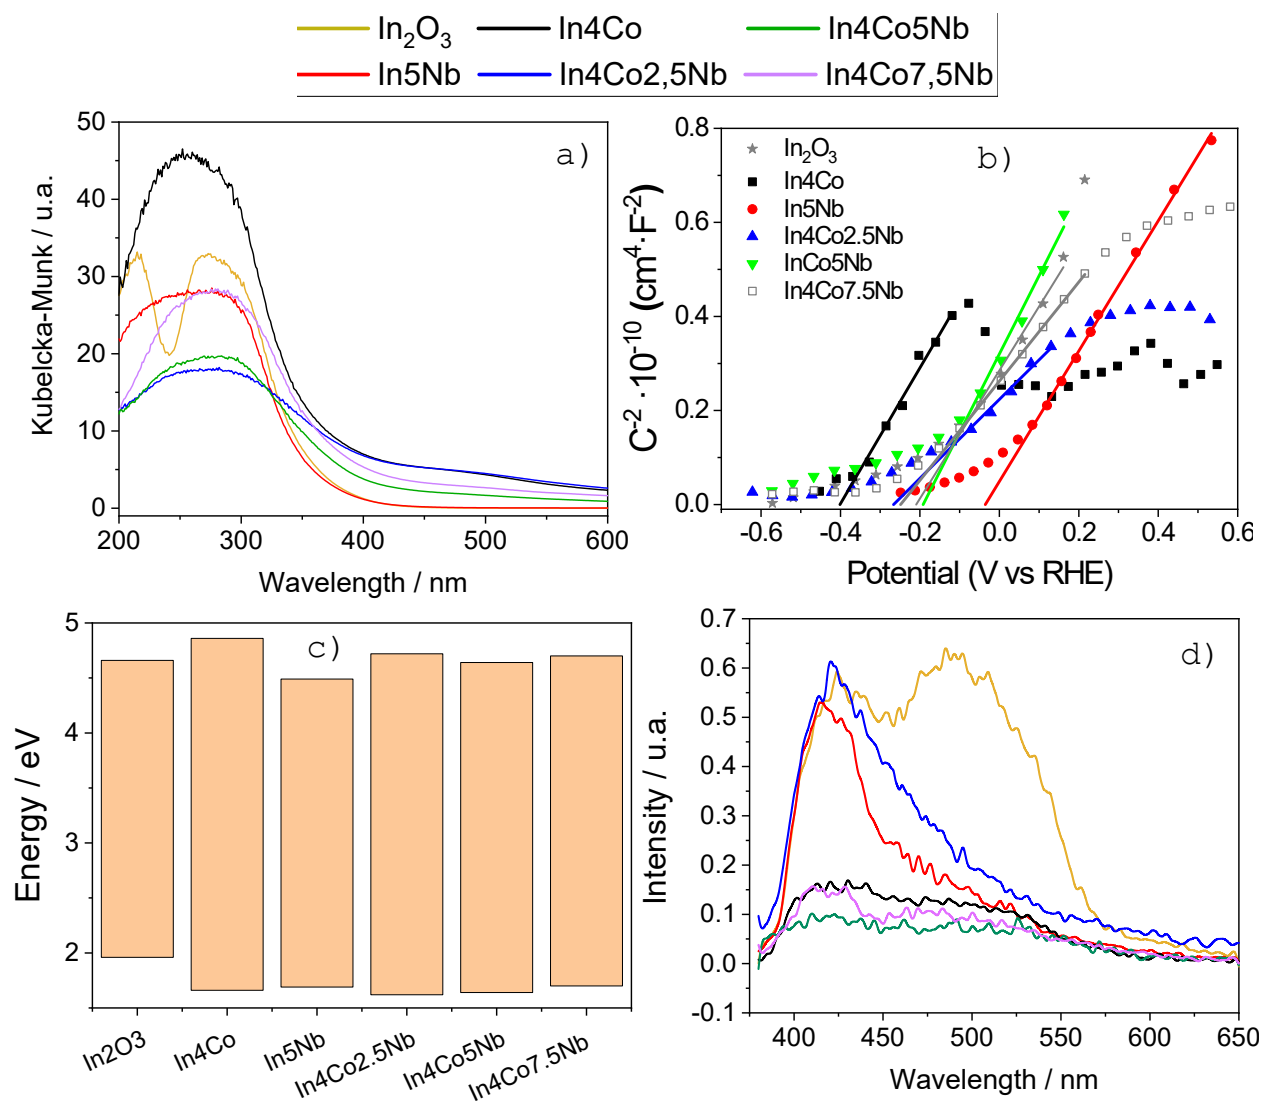 In₂O₃ In4Co In4Co5Nb
In5Nb In4Co2,5Nb In4Co7,5Nb
a)
50
40
30
20
10
0
200 300 400 500 600
Kubelcka-Munk / u.a.
Wavelength / nm
b)
In₂O₃
In4Co
In5Nb
In4Co2.5Nb
InCo5Nb
In4Co7.5Nb
0.8
0.6
0.4
0.2
0.0
-0.6 -0.4 -0.2 0.0 0.2 0.4 0.6
C⁻² · 10⁻¹⁰ (cm⁴·F⁻²)
Potential (V vs RHE)
c)
5
4
3
2
Energy / eV
In2O3 In4Co In5Nb In4Co2.5Nb In4Co5Nb In4Co7.5Nb
d)
0.7
0.6
0.5
0.4
0.3
0.2
0.1
0.0
-0.1
400 450 500 550 600 650
Intensity / u.a.
Wavelength / nm